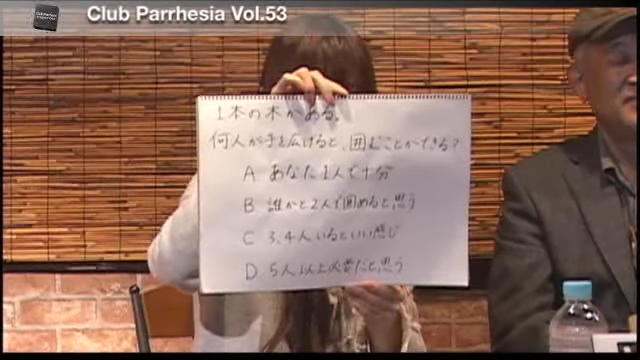 Club Parrhesia Vol.53
1本の木がある。
何人が手を広げると、囲むことができる?
A あなた1人で十分
B 誰かと2人で囲めると思う
C 3、4人いるといい感じ
D 5人以上必要だと思う